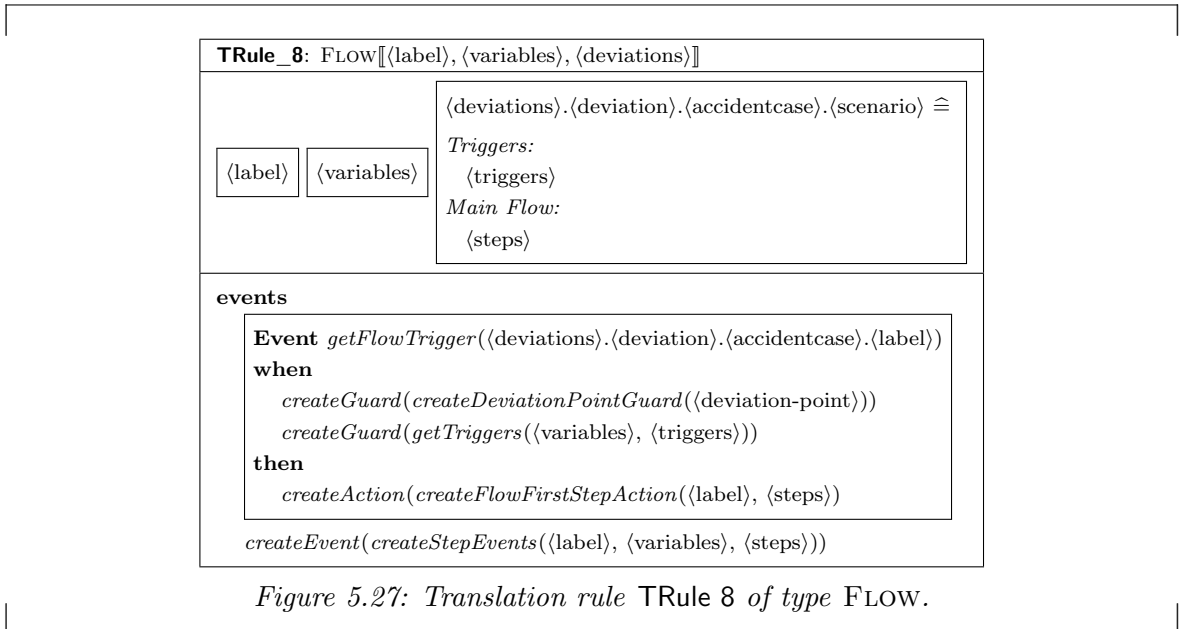 TRule_8: FLOW⟦⟨label⟩, ⟨variables⟩, ⟨deviations⟩⟧
⟨label⟩ ⟨variables⟩
⟨deviations⟩.⟨deviation⟩.⟨accidentcase⟩.⟨scenario⟩ ≙
Triggers:
⟨triggers⟩
Main Flow:
⟨steps⟩
events
Event getFlowTrigger(⟨deviations⟩.⟨deviation⟩.⟨accidentcase⟩.⟨label⟩)
when
createGuard(createDeviationPointGuard(⟨deviation-point⟩))
createGuard(getTriggers(⟨variables⟩, ⟨triggers⟩))
then
createAction(createFlowFirstStepAction(⟨label⟩, ⟨steps⟩)
createEvent(createStepEvents(⟨label⟩, ⟨variables⟩, ⟨steps⟩))
Figure 5.27: Translation rule TRule 8 of type FLOW.